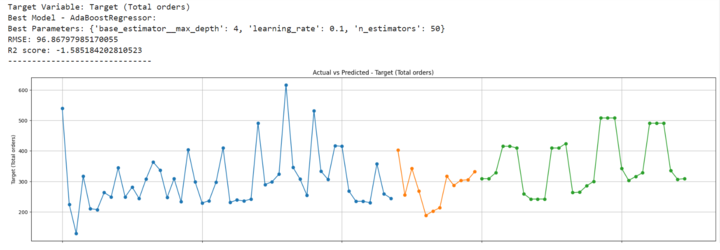 Target Variable: Target (Total orders)
Best Model - AdaBoostRegressor:
Best Parameters: {'base_estimator__max_depth': 4, 'learning_rate': 0.1, 'n_estimators': 50}
RMSE: 96.86797985170055
R2 score: -1.585184202810523
------------------------------
Actual vs Predicted - Target (Total orders)
Target (Total orders)
600
500
400
300
200